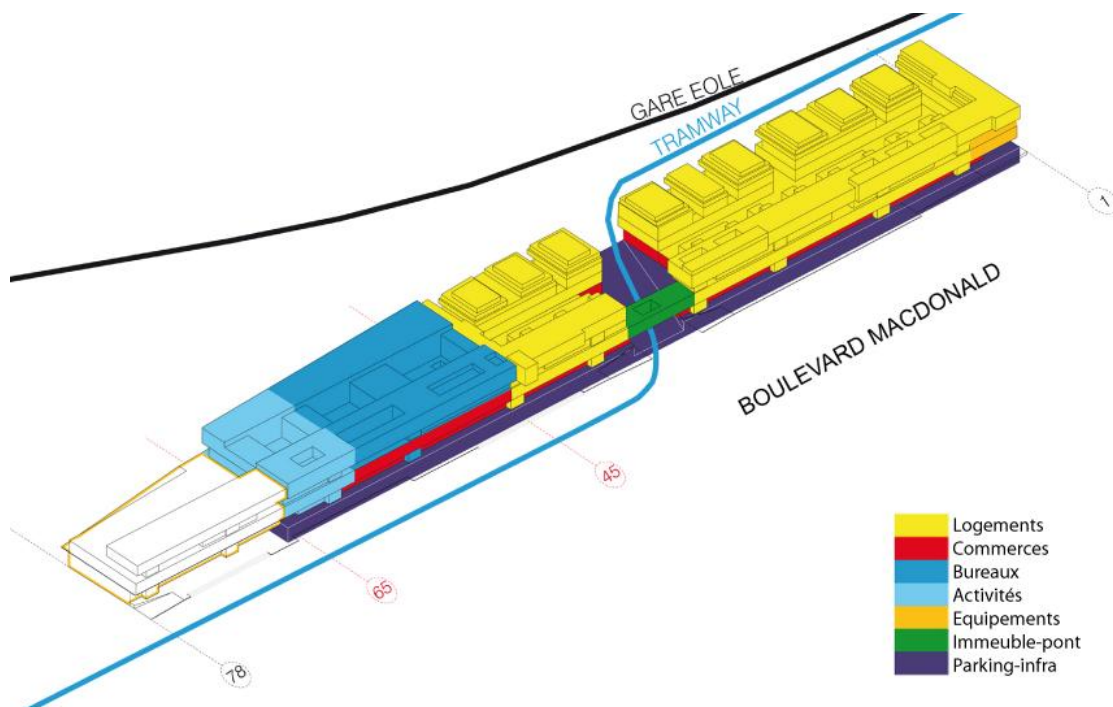 GARE EOLE
TRAMWAY
1
BOULEVARD MACDONALD
45
65
78
Logements
Commerces
Bureaux
Activités
Equipements
Immeuble-pont
Parking-infra